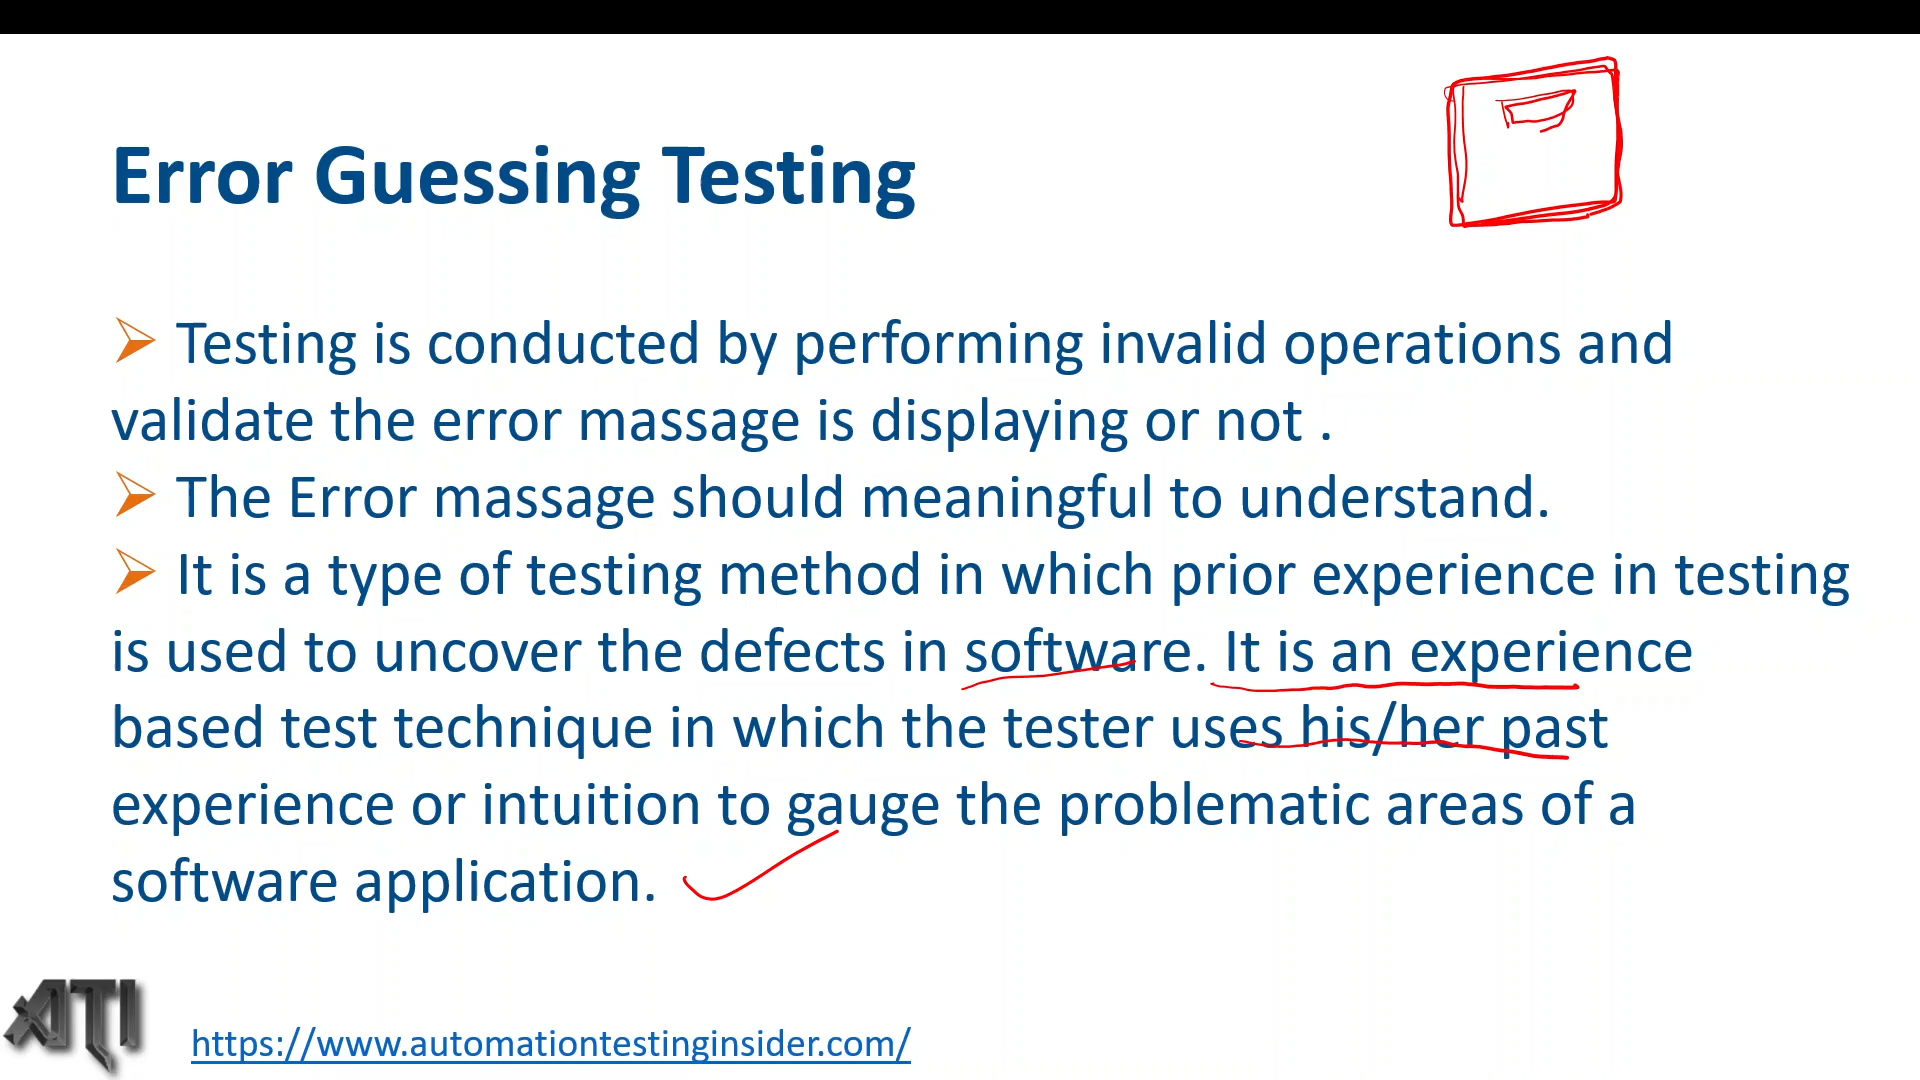 Error Guessing Testing
➢ Testing is conducted by performing invalid operations and
validate the error massage is displaying or not .
➢ The Error massage should meaningful to understand.
➢ It is a type of testing method in which prior experience in testing
is used to uncover the defects in software. It is an experience
based test technique in which the tester uses his/her past
experience or intuition to gauge the problematic areas of a
software application.
ATI
https://www.automationtestinginsider.com/